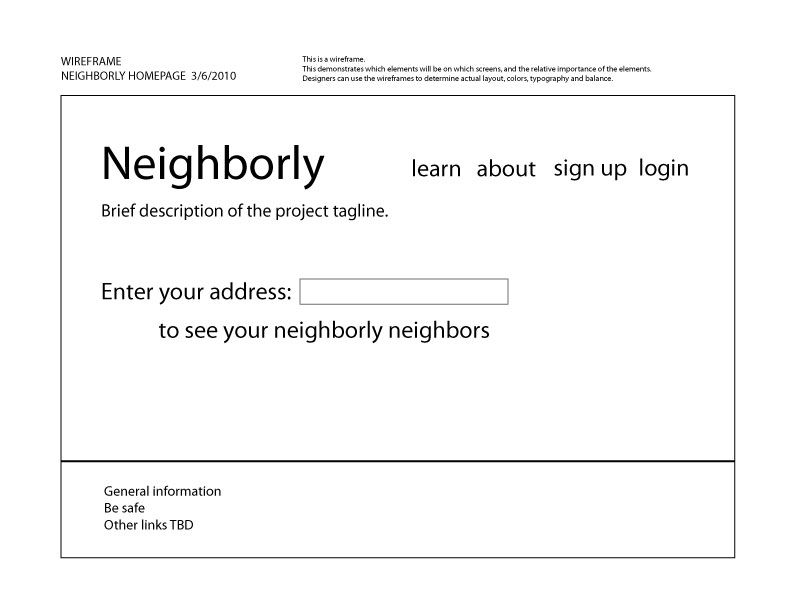 WIREFRAME
NEIGHBORLY HOMEPAGE 3/6/2010
This is a wireframe.
This demonstrates which elements will be on which screens, and the relative importance of the elements.
Designers can use the wireframes to determine actual layout, colors, typography and balance.
Neighborly
learn about sign up login
Brief description of the project tagline.
Enter your address:
to see your neighborly neighbors
General information
Be safe
Other links TBD